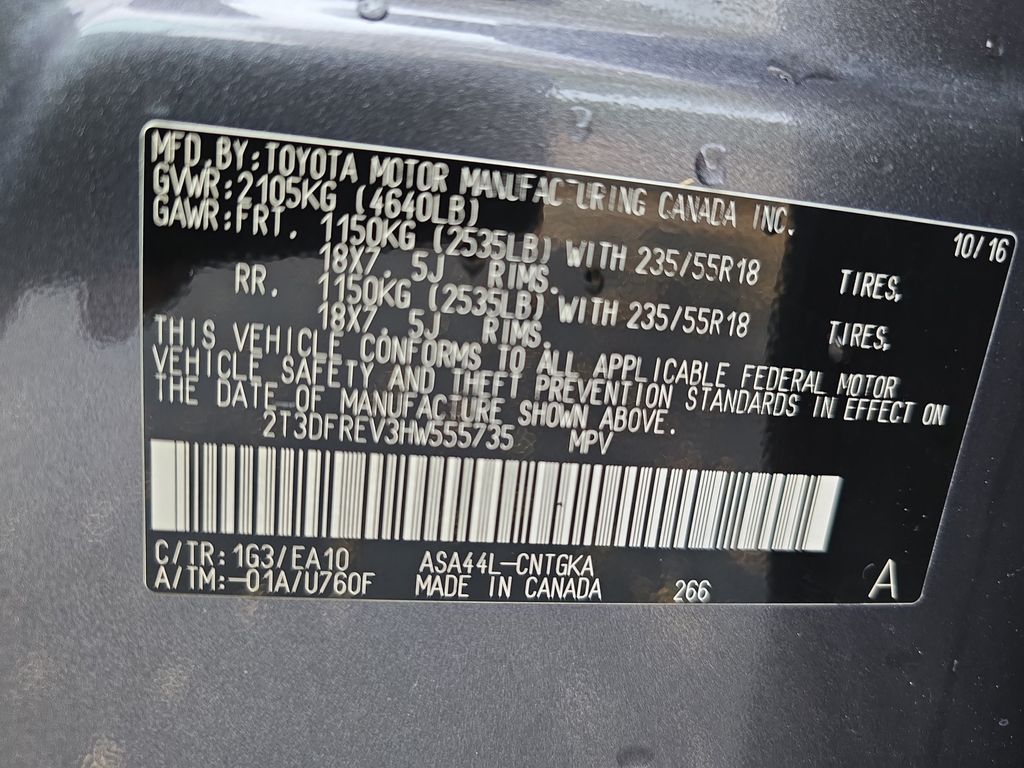 MFD.BY:TOYOTA MOTOR MANUFACTURING CANADA INC.
10/16
GVWR:2105KG (4640LB)
GAWR:FRT. 1150KG (2535LB) WITH 235/55R18 TIRES,
18X7.5J RIMS.
RR. 1150KG (2535LB) WITH 235/55R18 TIRES,
18X7.5J RIMS.
THIS VEHICLE CONFORMS TO ALL APPLICABLE FEDERAL MOTOR
VEHICLE SAFETY AND THEFT PREVENTION STANDARDS IN EFFECT ON
THE DATE OF MANUFACTURE SHOWN ABOVE.
2T3DFREV3HW555735 MPV
C/TR:1G3/EA10 ASA44L-CNTGKA
A/TM:-01A/U760F MADE IN CANADA 266 A